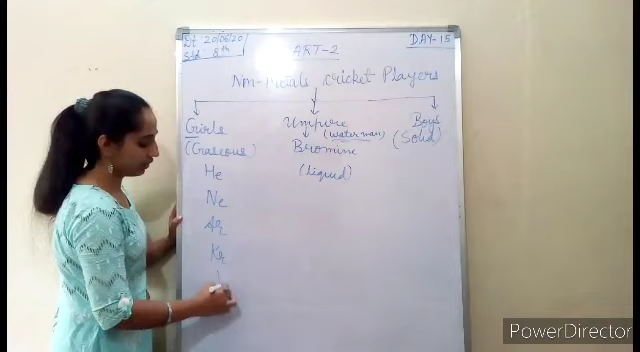 Dt: 20/06/20
Std: 8th
PART-2
DAY-15
Non-Metals Cricket Players
Girls
(Gaseous)
He
Ne
Ar
Kr
Umpire
(Waterman)
Bromine
(liquid)
Boys
(Solid)
PowerDirector